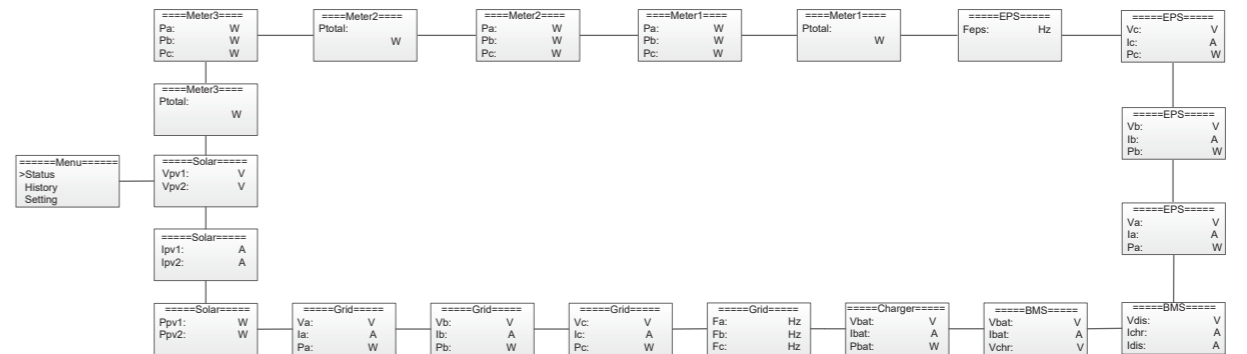 ====Meter3====
Pa: W
Pb: W
Pc: W
====Meter2====
Ptotal:
W
====Meter2====
Pa: W
Pb: W
Pc: W
====Meter1====
Pa: W
Pb: W
Pc: W
====Meter1====
Ptotal:
W
=====EPS=====
Feps: Hz
=====EPS=====
Vc: V
Ic: A
Pc: W
====Meter3====
Ptotal:
W
=====EPS=====
Vb: V
Ib: A
Pb: W
======Menu======
>Status
History
Setting
=====Solar=====
Vpv1: V
Vpv2: V
=====EPS=====
Va: V
Ia: A
Pa: W
=====Solar=====
Ipv1: A
Ipv2: A
=====Solar=====
Ppv1: W
Ppv2: W
=====Grid=====
Va: V
Ia: A
Pa: W
=====Grid=====
Vb: V
Ib: A
Pb: W
=====Grid=====
Vc: V
Ic: A
Pc: W
=====Grid=====
Fa: Hz
Fb: Hz
Fc: Hz
=====Charger=====
Vbat: V
Ibat: A
Pbat: W
=====BMS=====
Vbat: V
Ibat: A
Vchr: V
=====BMS=====
Vdis: V
Ichr: A
Idis: A